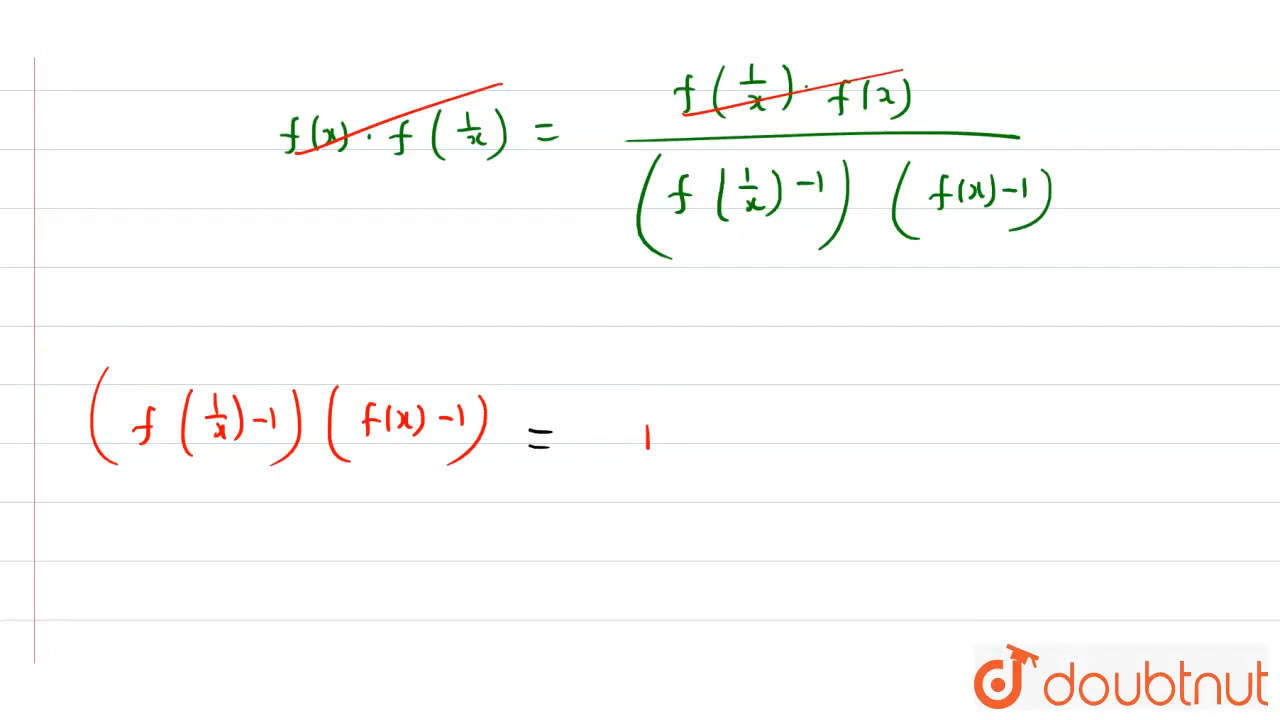 f(x) · f(1/x) = f(1/x) · f(x) / (f(1/x) - 1) (f(x) - 1)
(f(1/x) - 1) (f(x) - 1) = 1
doubtnut